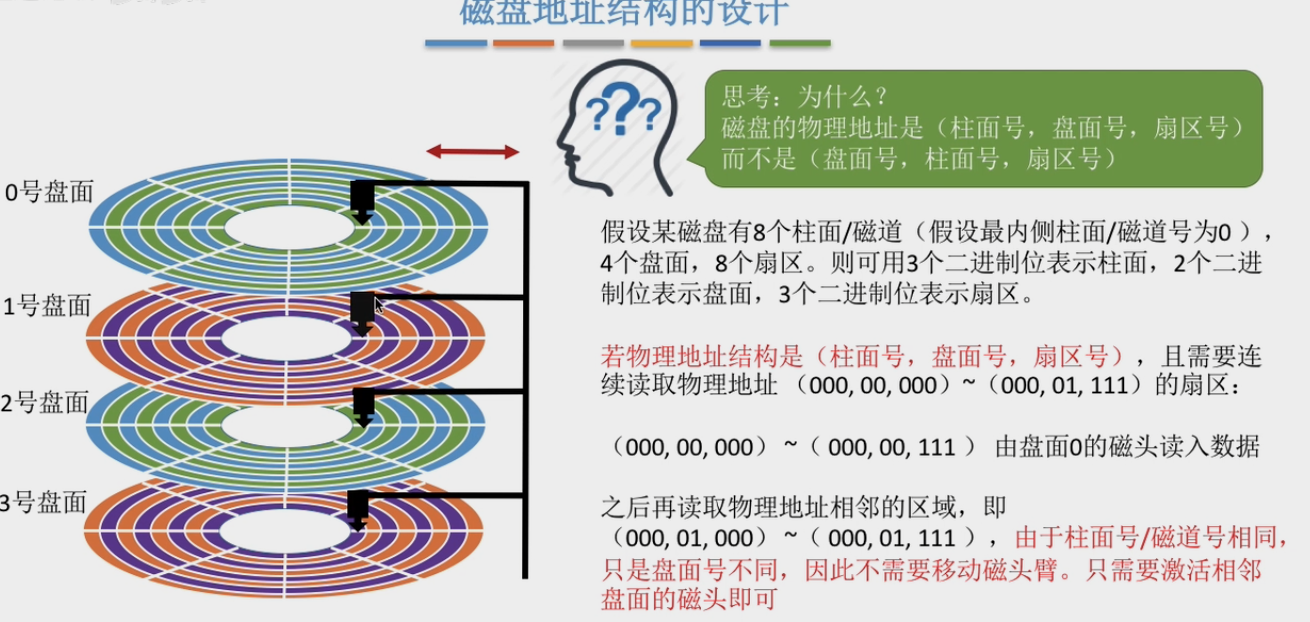 磁盘地址结构的设计
???
思考：为什么？
磁盘的物理地址是（柱面号，盘面号，扇区号）
而不是（盘面号，柱面号，扇区号）
0号盘面
1号盘面
2号盘面
3号盘面
假设某磁盘有8个柱面/磁道（假设最内侧柱面/磁道号为0 ），
4个盘面，8个扇区。则可用3个二进制位表示柱面，2个二进
制位表示盘面，3个二进制位表示扇区。
若物理地址结构是（柱面号，盘面号，扇区号），且需要连
续读取物理地址 （000, 00, 000）~（000, 01, 111）的扇区：
（000, 00, 000） ~（ 000, 00, 111 ） 由盘面0的磁头读入数据
之后再读取物理地址相邻的区域，即
（000, 01, 000） ~（ 000, 01, 111 ），由于柱面号/磁道号相同，
只是盘面号不同，因此不需要移动磁头臂。只需要激活相邻
盘面的磁头即可